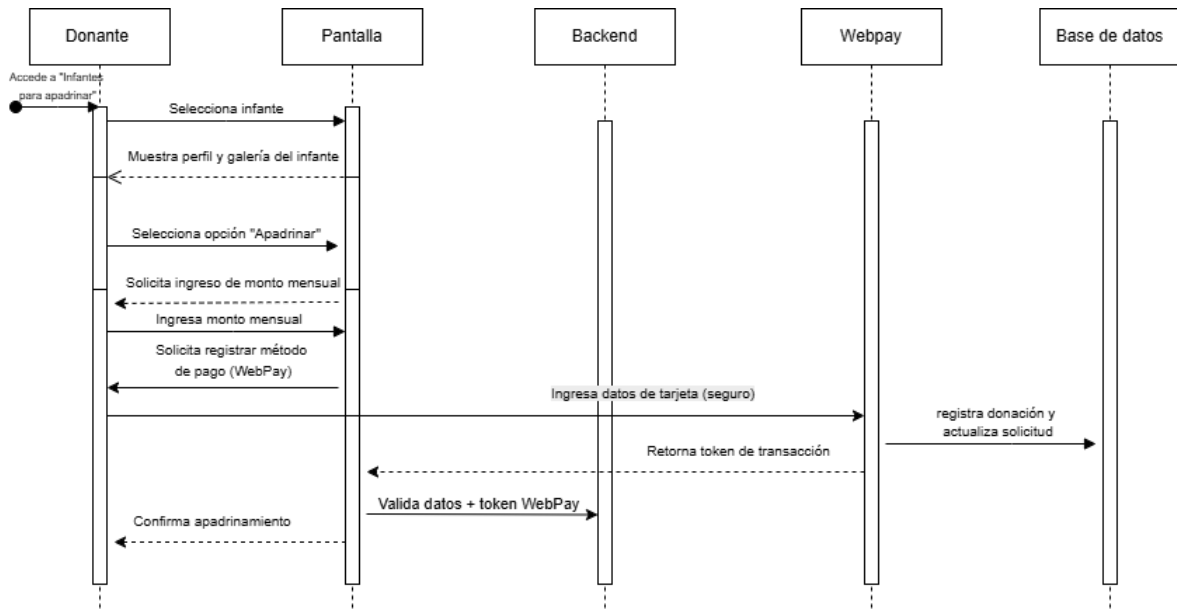 Donante
Pantalla
Backend
Webpay
Base de datos
Accede a "Infantes
para apadrinar"
Selecciona infante
Muestra perfil y galería del infante
Selecciona opción "Apadrinar"
Solicita ingreso de monto mensual
Ingresa monto mensual
Solicita registrar método
de pago (WebPay)
Ingresa datos de tarjeta (seguro)
registra donación y
actualiza solicitud
Retorna token de transacción
Valida datos + token WebPay
Confirma apadrinamiento